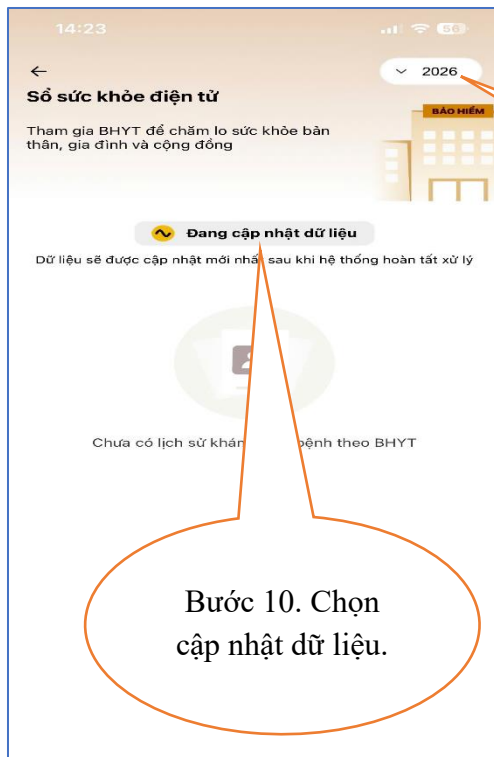 14:23
56
2026
Sổ sức khỏe điện tử
BẢO HIỂM
Tham gia BHYT để chăm lo sức khỏe bản
thân, gia đình và cộng đồng
Đang cập nhật dữ liệu
Dữ liệu sẽ được cập nhật mới nhất sau khi hệ thống hoàn tất xử lý
Chưa có lịch sử khám bệnh theo BHYT
Bước 10. Chọn
cập nhật dữ liệu.